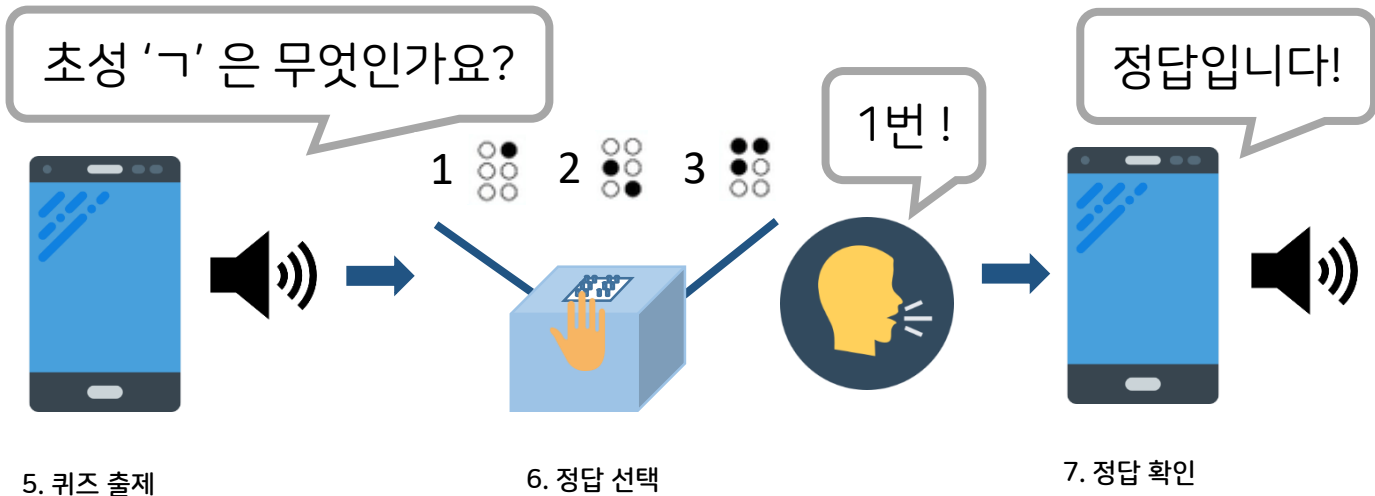 초성 ‘ㄱ’ 은 무엇인가요?
1
2
3
1번 !
정답입니다!
5. 퀴즈 출제
6. 정답 선택
7. 정답 확인